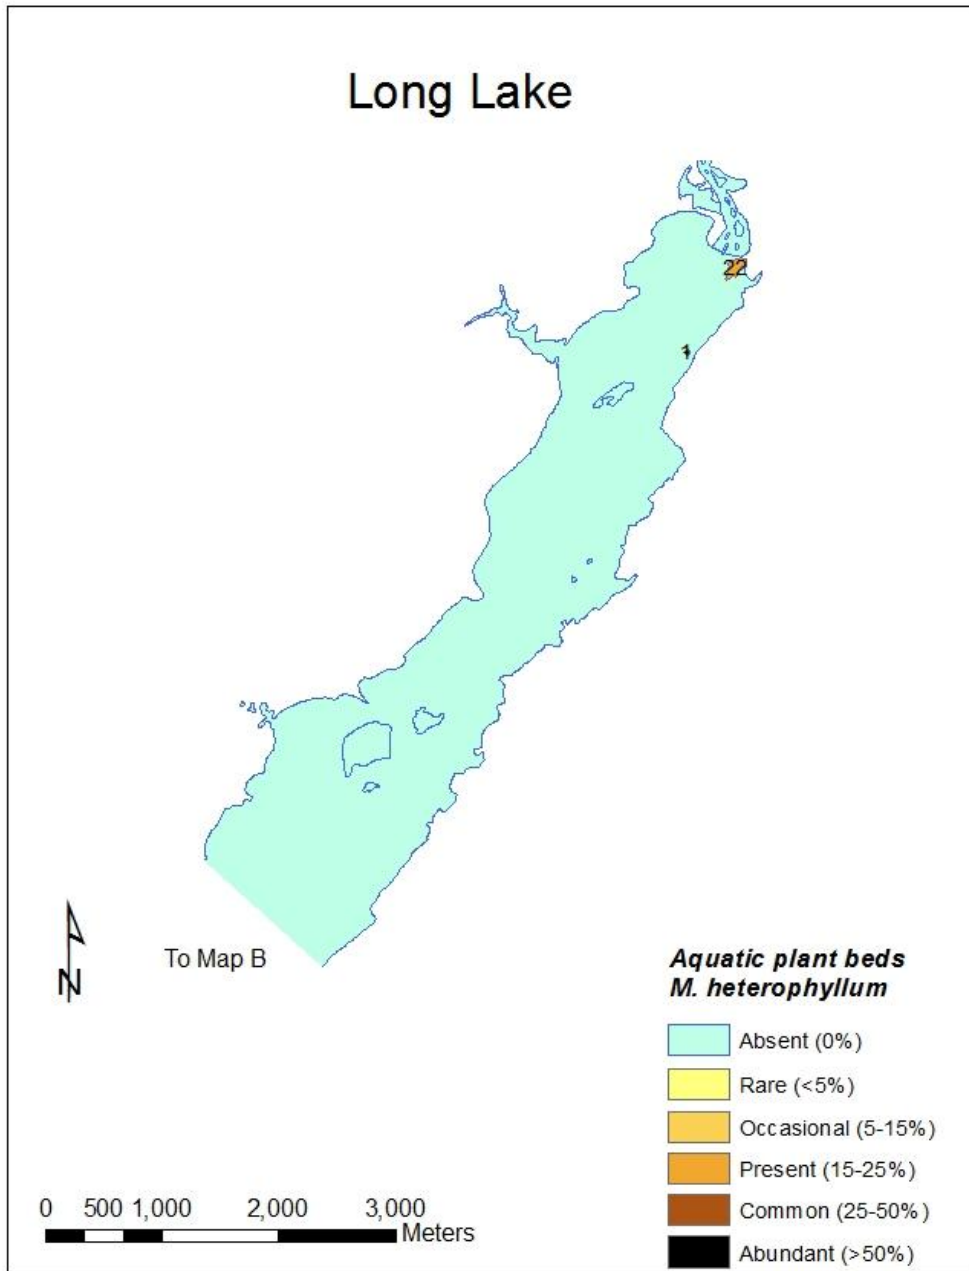 Long Lake
22
1
To Map B
N
Aquatic plant beds
M. heterophyllum
Absent (0%)
Rare (<5%)
Occasional (5-15%)
Present (15-25%)
Common (25-50%)
Abundant (>50%)
0 500 1,000 2,000 3,000
Meters